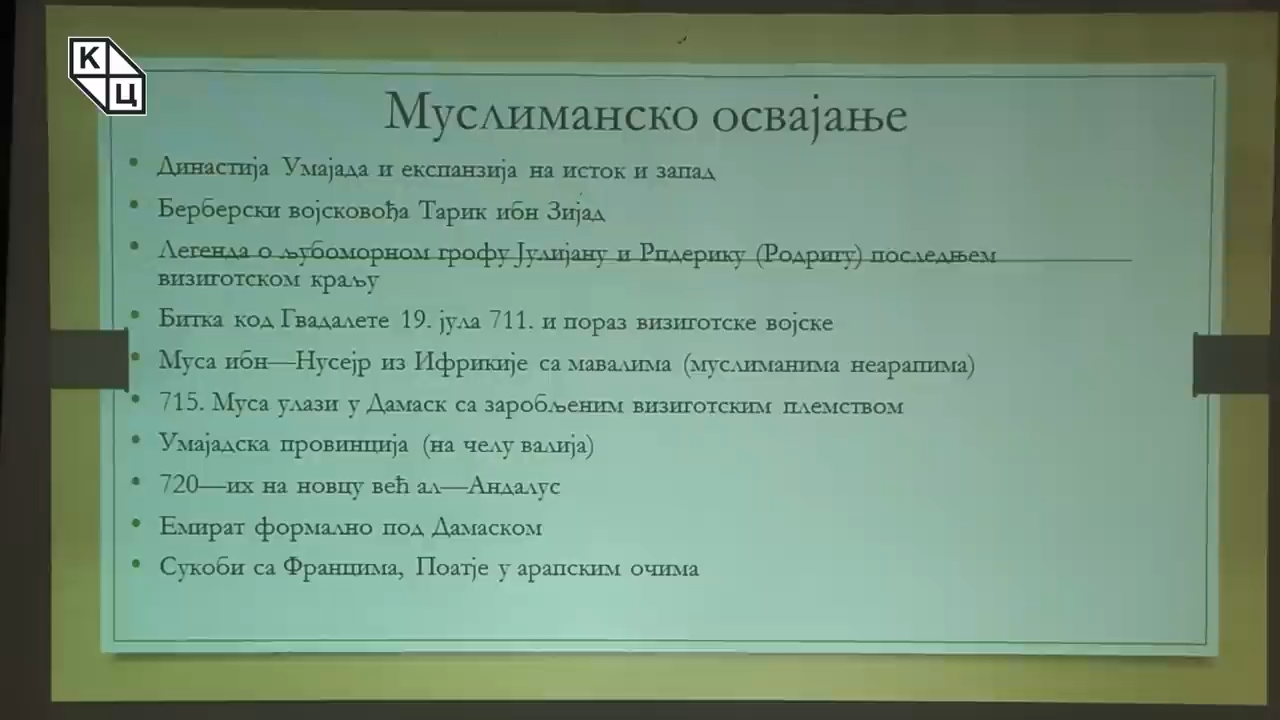 К
Ц
Муслиманско освајање
• Династија Умајада и експанзија на исток и запад
• Берберски војсковођа Тарик ибн Зијад
• Легенда о љубоморном грофу Јулијану и Рпдерику (Родригу) последњем
визиготском краљу
• Битка код Гвадалете 19. јула 711. и пораз визиготске војске
• Муса ибн—Нусејр из Ифрикије са мавалима (муслиманима неарапима)
• 715. Муса улази у Дамаск са заробљеним визиготским племством
• Умајадска провинција (на челу валија)
• 720—их на новцу већ ал—Андалус
• Емират формално под Дамаском
• Сукоби са Францима, Поатје у арапским очима